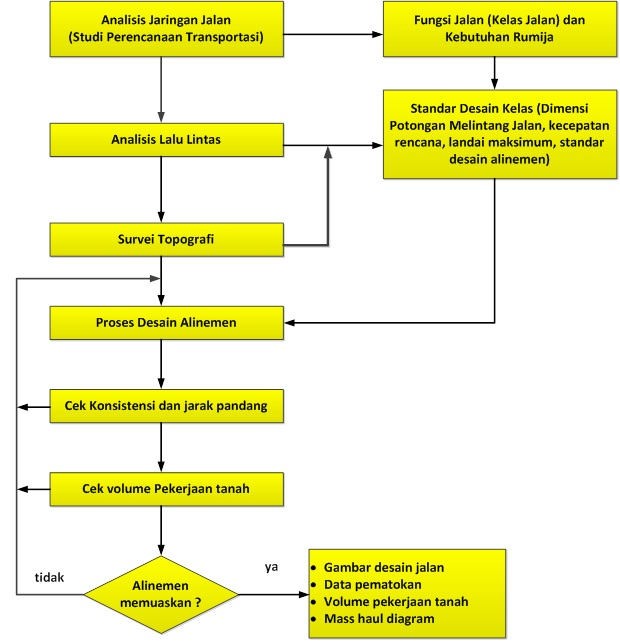 Analisis Jaringan Jalan
(Studi Perencanaan Transportasi)
Fungsi Jalan (Kelas Jalan) dan
Kebutuhan Rumija
Standar Desain Kelas (Dimensi
Potongan Melintang Jalan, kecepatan
rencana, landai maksimum, standar
desain alinemen)
Analisis Lalu Lintas
Survei Topografi
Proses Desain Alinemen
Cek Konsistensi dan jarak pandang
Cek volume Pekerjaan tanah
Alinemen
memuaskan ?
tidak
ya
• Gambar desain jalan
• Data pematokan
• Volume pekerjaan tanah
• Mass haul diagram